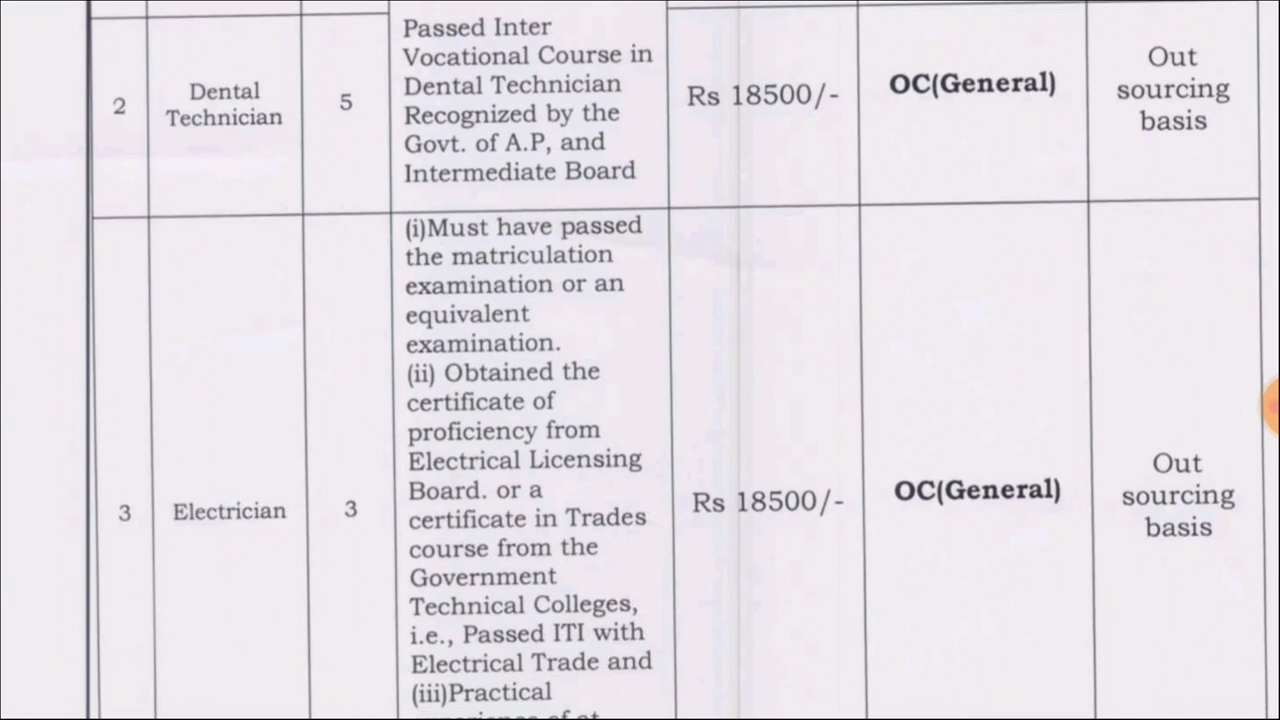 2
Dental
Technician
5
Passed Inter
Vocational Course in
Dental Technician
Recognized by the
Govt. of A.P, and
Intermediate Board
Rs 18500/-
OC(General)
Out
sourcing
basis
3
Electrician
3
(i)Must have passed
the matriculation
examination or an
equivalent
examination.
(ii) Obtained the
certificate of
proficiency from
Electrical Licensing
Board. or a
certificate in Trades
course from the
Government
Technical Colleges,
i.e., Passed ITI with
Electrical Trade and
(iii)Practical
Rs 18500/-
OC(General)
Out
sourcing
basis